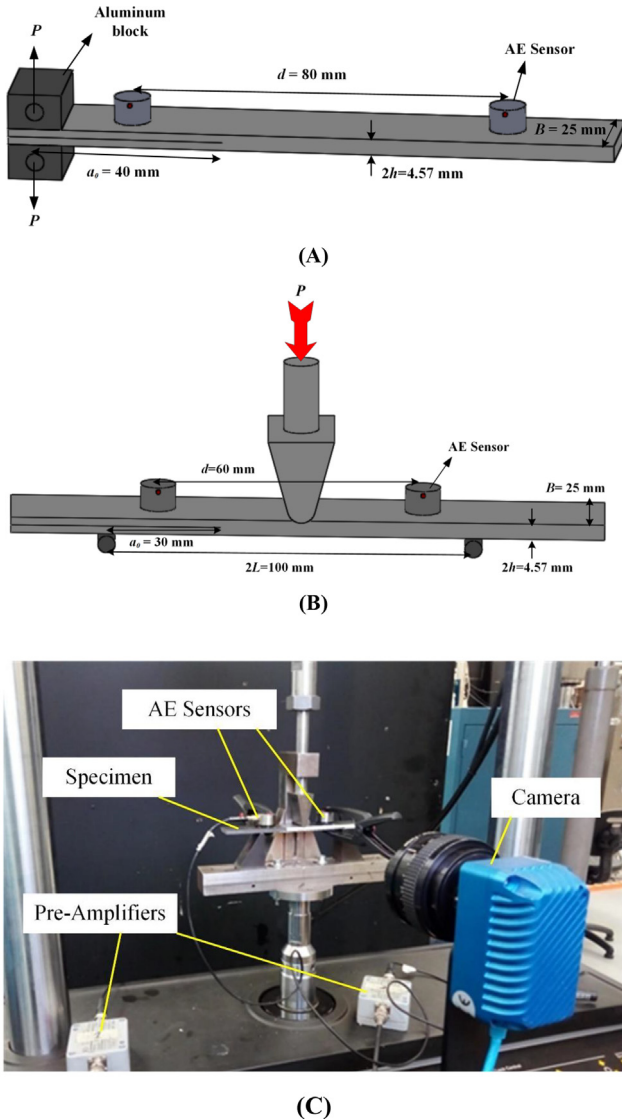 Aluminum
block
P
AE Sensor
d = 80 mm
B = 25 mm
a₀ = 40 mm
2h=4.57 mm
P
(A)
P
AE Sensor
d=60 mm
B= 25 mm
a₀ = 30 mm
2L=100 mm
2h=4.57 mm
(B)
AE Sensors
Specimen
Camera
Pre-Amplifiers
(C)